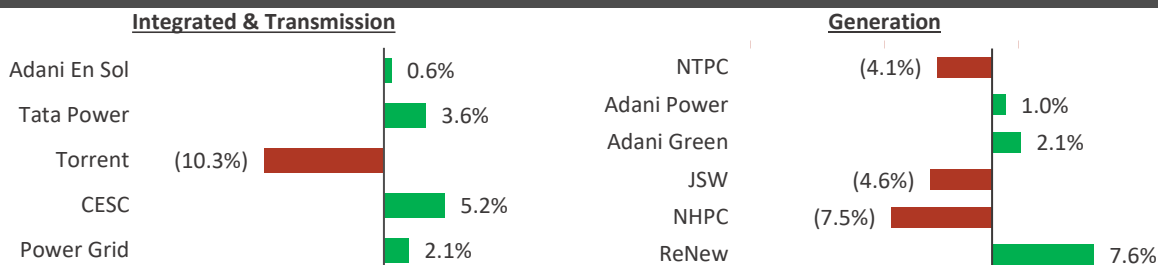 Integrated & Transmission
Adani En Sol 0.6%
Tata Power 3.6%
Torrent (10.3%)
CESC 5.2%
Power Grid 2.1%
Generation
NTPC (4.1%)
Adani Power 1.0%
Adani Green 2.1%
JSW (4.6%)
NHPC (7.5%)
ReNew 7.6%